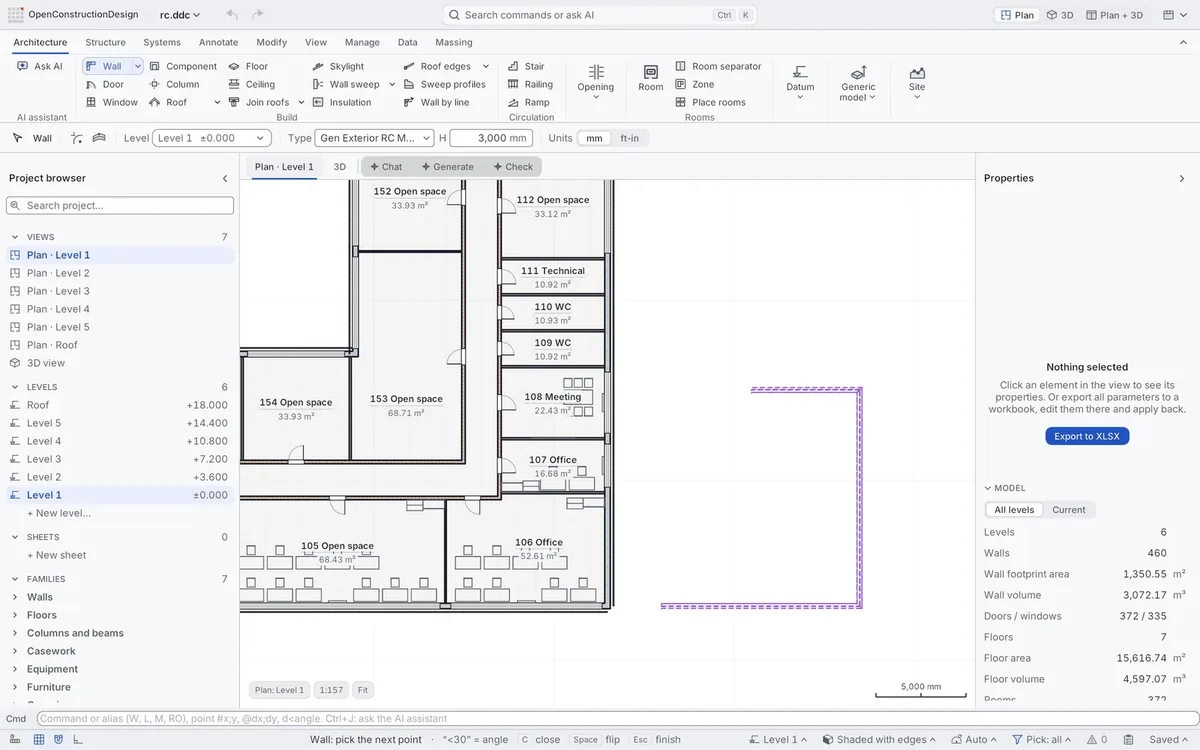 OpenConstructionDesign
rc.ddc
Search commands or ask AI
Ctrl K
Plan 3D Plan + 3D
Architecture Structure Systems Annotate Modify View Manage Data Massing
Ask AI
AI assistant
Wall Component Floor Skylight Roof edges
Door Column Ceiling Wall sweep Sweep profiles
Window Roof Join roofs Insulation Wall by line
Build
Stair
Railing
Ramp
Circulation
Opening
Room
Room separator
Zone
Place rooms
Rooms
Datum
Generic
model
Site
Wall
Level Level 1 ±0.000
Type Gen Exterior RC M...
H 3,000 mm
Units mm ft-in
Project browser
Search project...
VIEWS 7
Plan · Level 1
Plan · Level 2
Plan · Level 3
Plan · Level 4
Plan · Level 5
Plan · Roof
3D view
LEVELS 6
Roof +18.000
Level 5 +14.400
Level 4 +10.800
Level 3 +7.200
Level 2 +3.600
Level 1 ±0.000
+ New level...
SHEETS 0
+ New sheet
FAMILIES 7
Walls
Floors
Columns and beams
Casework
Equipment
Furniture
Plan · Level 1 3D Chat Generate Check
152 Open space
33.93 m²
112 Open space
33.12 m²
111 Technical
10.92 m²
110 WC
10.93 m²
109 WC
10.92 m²
154 Open space
33.93 m²
153 Open space
68.71 m²
108 Meeting
22.43 m²
107 Office
16.68 m²
105 Open space
68.43 m²
106 Office
52.61 m²
Plan: Level 1 1:157 Fit
5,000 mm
Properties
Nothing selected
Click an element in the view to see its
properties. Or export all parameters to a
workbook, edit them there and apply back.
Export to XLSX
MODEL
All levels Current
Levels 6
Walls 460
Wall footprint area 1,350.55 m²
Wall volume 3,072.17 m³
Doors / windows 372 / 335
Floors 7
Floor area 15,616.74 m²
Floor volume 4,597.07 m³
Rooms 372
Cmd Command or alias (W, L, M, RO), point #x;y, @dx;dy, d<angle. Ctrl+J: ask the AI assistant
Wall: pick the next point · "<30" = angle C close Space flip Esc finish
Level 1 Shaded with edges Auto Pick: all 0 Saved